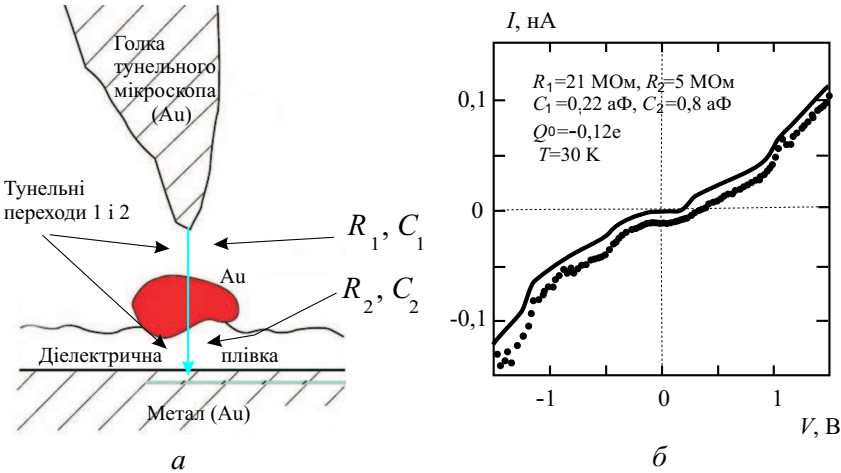 Голка
тунельного
мікроскопа
(Au)
Тунельні
переходи 1 і 2
R₁, C₁
Au
R₂, C₂
Діелектрична плівка
Метал (Au)
а
I, нА
R₁=21 МОм, R₂=5 МОм
C₁=0,22 аФ, C₂=0,8 аФ
Q₀=-0,12e
T=30 K
0,1
0
-0,1
-1 0 1
V, В
б